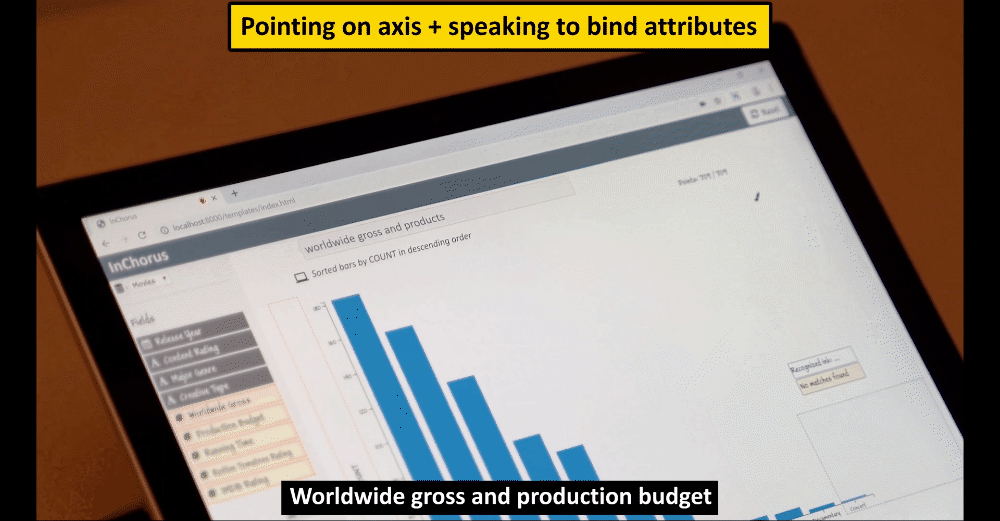 Pointing on axis + speaking to bind attributes
InChorus
localhost:8000/templates/index.html
Reset
InChorus
worldwide gross and products
Points: 709 / 709
Movies
Sorted bars by COUNT in descending order
Fields
Release Year
Content Rating
Major Genre
Creative Type
Worldwide Gross
Production Budget
Running Time
Rotten Tomatoes Rating
IMDB Rating
Recognized ink: ...
No matches found
Worldwide gross and production budget